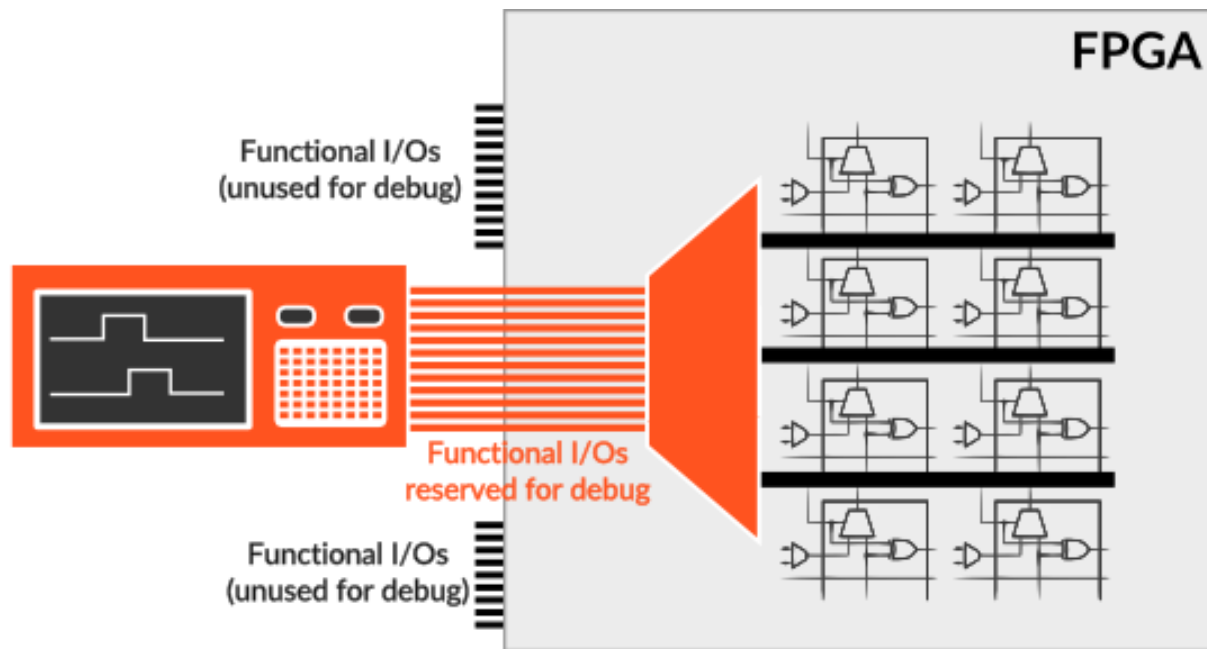 FPGA
Functional I/Os
(unused for debug)
Functional I/Os
reserved for debug
Functional I/Os
(unused for debug)